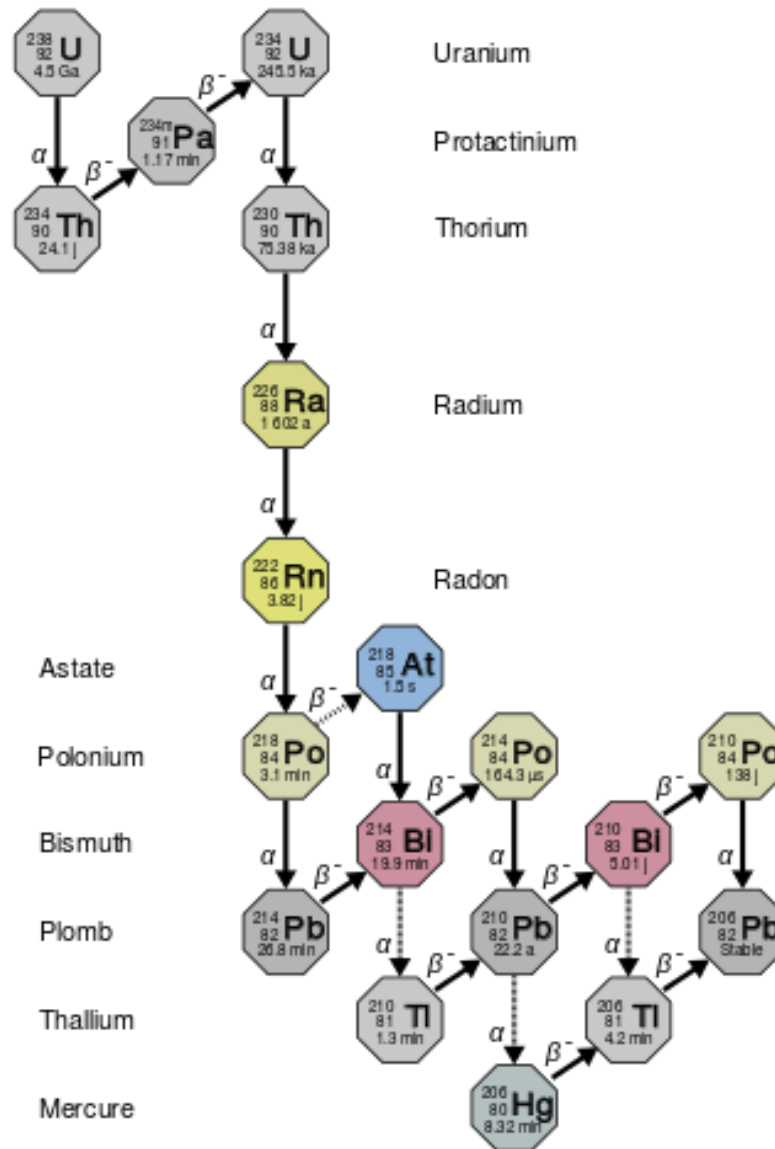 238
92 U
4.5 Ga
234
92 U
245.5 ka
Uranium
β⁻
234m
91 Pa
1.17 min
Protactinium
α
β⁻
α
234
90 Th
24.1 j
230
90 Th
75.38 ka
Thorium
α
226
88 Ra
1 602 a
Radium
α
222
86 Rn
3.82 j
Radon
Astate
α
β⁻
218
85 At
1.5 s
Polonium
218
84 Po
3.1 min
α
β⁻
214
84 Po
164.3 µs
β⁻
210
84 Po
138 j
Bismuth
α
β⁻
214
83 Bi
19.9 min
α
β⁻
210
83 Bi
5.01 j
α
Plomb
214
82 Pb
26.8 min
α
β⁻
210
82 Pb
22.2 a
α
β⁻
206
82 Pb
Stable
Thallium
210
81 Tl
1.3 min
α
β⁻
206
81 Tl
4.2 min
Mercure
206
80 Hg
8.32 min